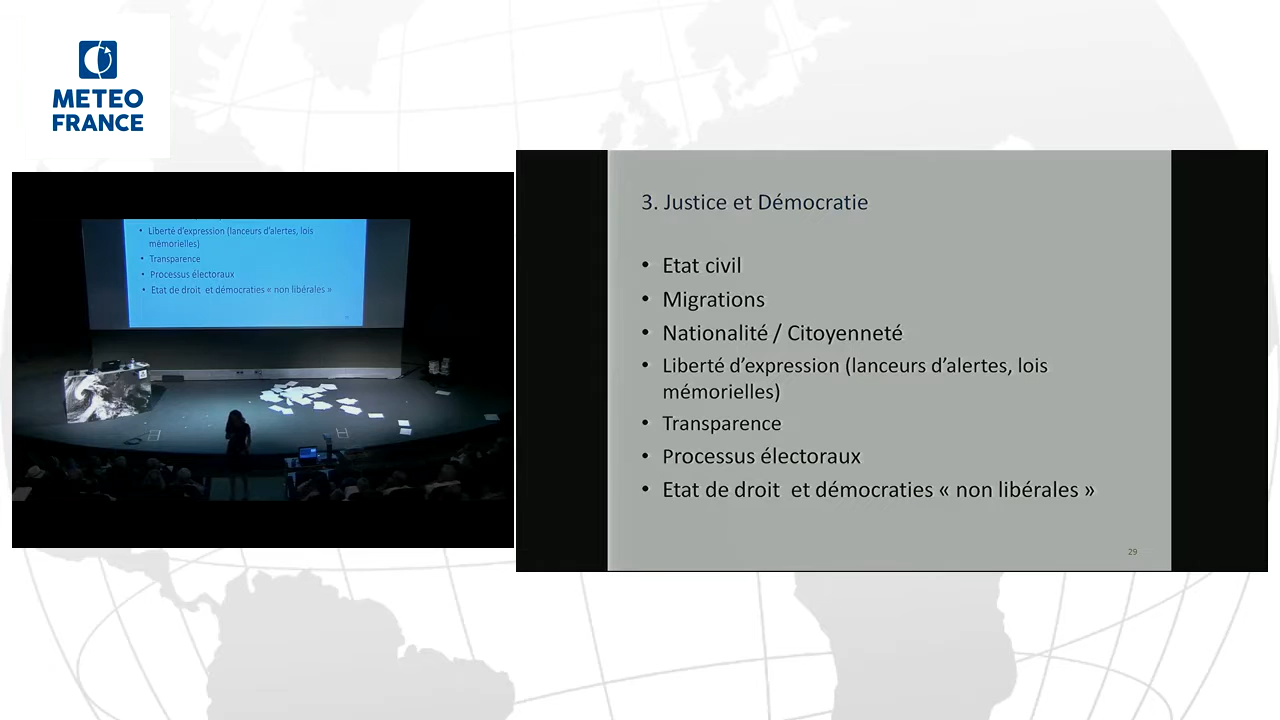 METEO
FRANCE
Liberté d'expression (lanceurs d'alertes, lois
mémorielles)
Transparence
Processus électoraux
Etat de droit et démocraties « non libérales »
3. Justice et Démocratie
• Etat civil
• Migrations
• Nationalité / Citoyenneté
• Liberté d'expression (lanceurs d'alertes, lois
mémorielles)
• Transparence
• Processus électoraux
• Etat de droit et démocraties « non libérales »
29